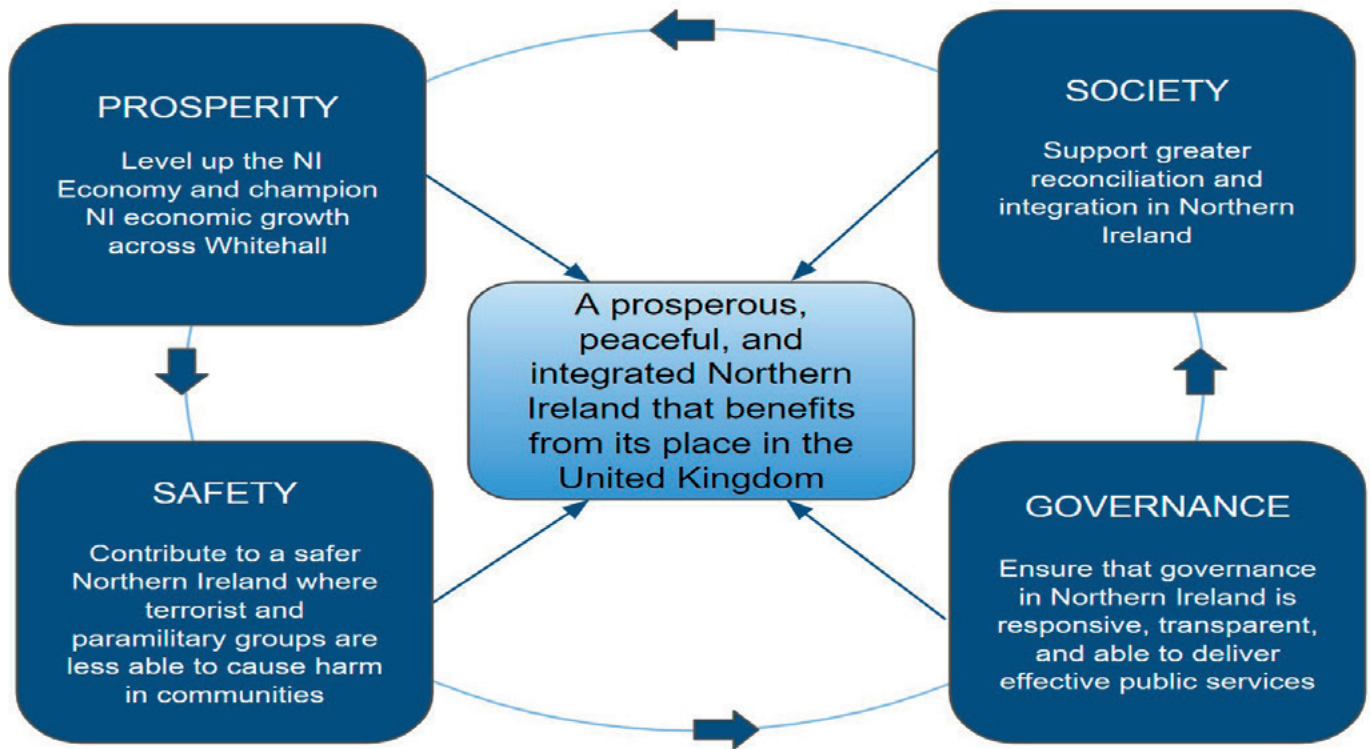 PROSPERITY
Level up the NI
Economy and champion
NI economic growth
across Whitehall
SOCIETY
Support greater
reconciliation and
integration in Northern
Ireland
A prosperous,
peaceful, and
integrated Northern
Ireland that benefits
from its place in the
United Kingdom
SAFETY
Contribute to a safer
Northern Ireland where
terrorist and
paramilitary groups are
less able to cause harm
in communities
GOVERNANCE
Ensure that governance
in Northern Ireland is
responsive, transparent,
and able to deliver
effective public services